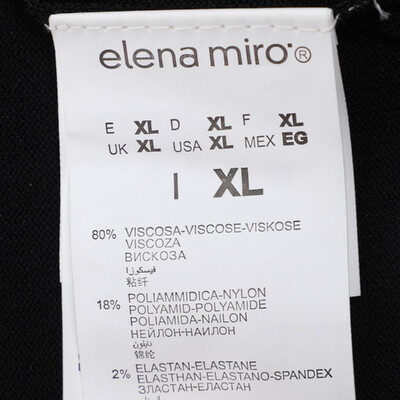 elena miro®
E XL D XL F XL
UK XL USA XL MEX EG
I XL
80% VISCOSA-VISCOSE-VISKOSE
VISCOZA
ВИСКОЗА
فيسكوزا
粘纤
18% POLIAMMIDICA-NYLON
POLYAMID-POLYAMIDE
POLIAMIDA-NAILON
НЕЙЛОН-НАИЛОН
نايلون
锦纶
2% ELASTAN-ELASTANE
ELASTHAN-ELASTANO-SPANDEX
ЭЛАСТАН-ЕЛАСТАН